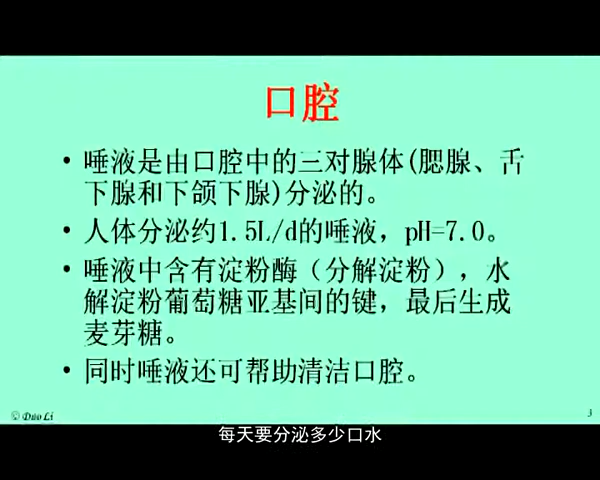 口腔
• 唾液是由口腔中的三对腺体(腮腺、舌
下腺和下颌下腺)分泌的。
• 人体分泌约1.5L/d的唾液，pH=7.0。
• 唾液中含有淀粉酶（分解淀粉），水
解淀粉葡萄糖亚基间的键，最后生成
麦芽糖。
• 同时唾液还可帮助清洁口腔。
© Duo Li
3
每天要分泌多少口水